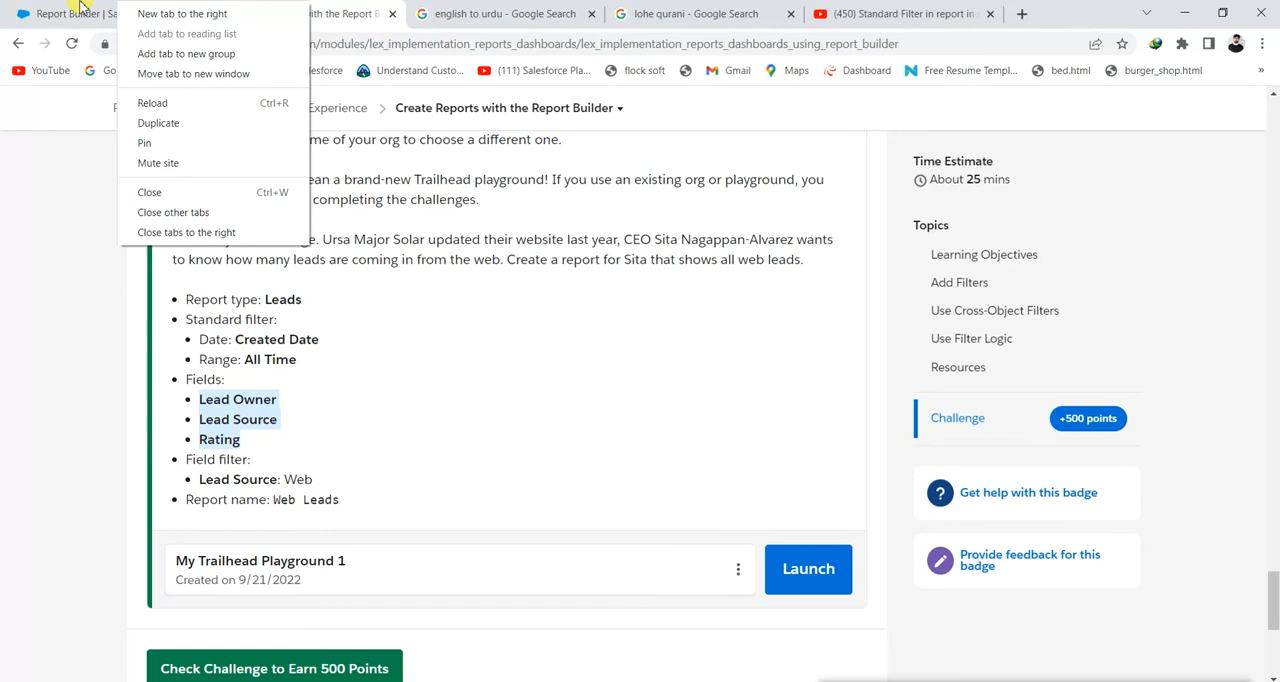 Report Builder | Sa
with the Report B
english to urdu - Google Search
lohe qurani - Google Search
(450) Standard Filter in report in
n/modules/lex_implementation_reports_dashboards/lex_implementation_reports_dashboards_using_report_builder
YouTube
Go
lesforce
Understand Couto...
(111) Salesforce Pla...
flock soft
Gmail
Maps
Dashboard
Free Resume Templ...
bed.html
burger_shop.html
»
New tab to the right
Add tab to reading list
Add tab to new group
Move tab to new window
Reload Ctrl+R
Duplicate
Pin
Mute site
Close Ctrl+W
Close other tabs
Close tabs to the right
Experience
Create Reports with the Report Builder
me of your org to choose a different one.
ean a brand-new Trailhead playground! If you use an existing org or playground, you
completing the challenges.
ge. Ursa Major Solar updated their website last year, CEO Sita Nagappan-Alvarez wants
to know how many leads are coming in from the web. Create a report for Sita that shows all web leads.
• Report type: Leads
• Standard filter:
• Date: Created Date
• Range: All Time
• Fields:
• Lead Owner
• Lead Source
• Rating
• Field filter:
• Lead Source: Web
• Report name: Web Leads
My Trailhead Playground 1
Created on 9/21/2022
Launch
Check Challenge to Earn 500 Points
Time Estimate
About 25 mins
Topics
Learning Objectives
Add Filters
Use Cross-Object Filters
Use Filter Logic
Resources
Challenge
+500 points
Get help with this badge
Provide feedback for this
badge